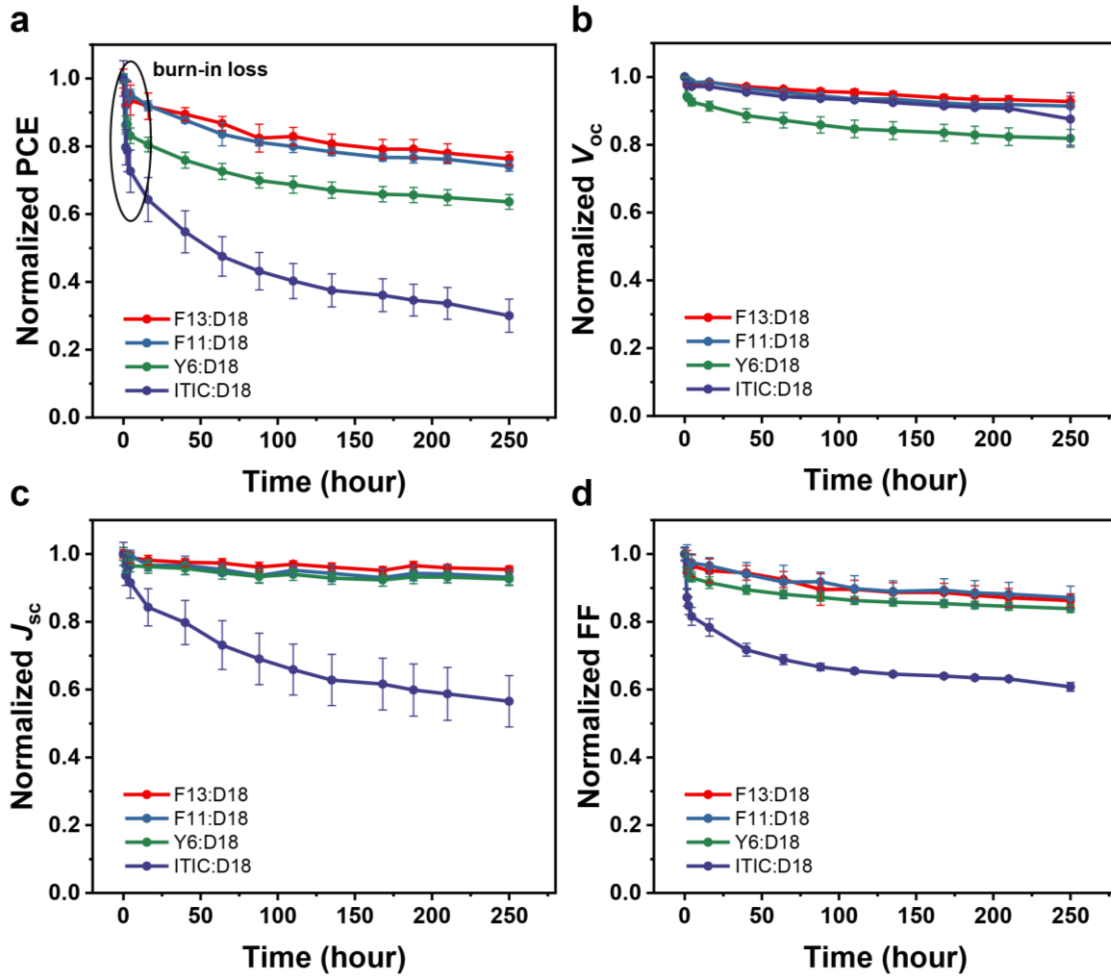 a
Normalized PCE
1.0
0.8
0.6
0.4
0.2
0.0
burn-in loss
F13:D18
F11:D18
Y6:D18
ITIC:D18
0 50 100 150 200 250
Time (hour)
b
Normalized Voc
1.0
0.8
0.6
0.4
0.2
0.0
F13:D18
F11:D18
Y6:D18
ITIC:D18
0 50 100 150 200 250
Time (hour)
c
Normalized Jsc
1.0
0.8
0.6
0.4
0.2
0.0
F13:D18
F11:D18
Y6:D18
ITIC:D18
0 50 100 150 200 250
Time (hour)
d
Normalized FF
1.0
0.8
0.6
0.4
0.2
0.0
F13:D18
F11:D18
Y6:D18
ITIC:D18
0 50 100 150 200 250
Time (hour)